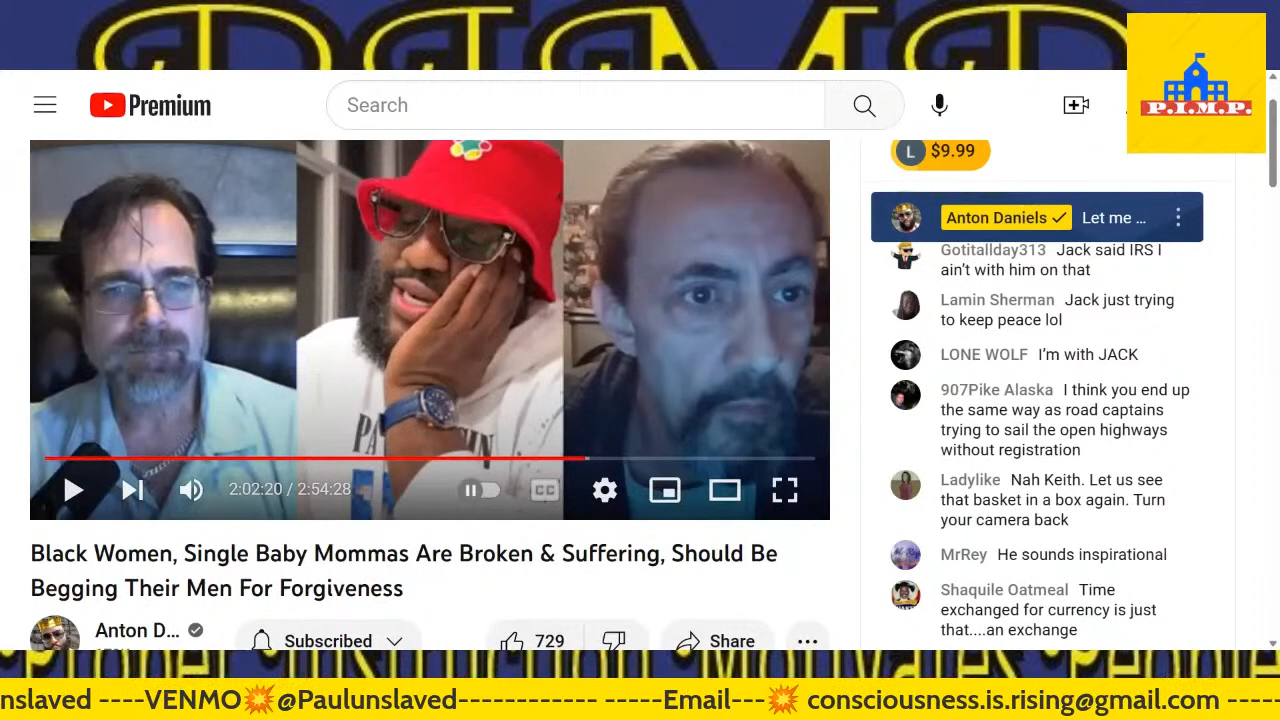 P.I.M.P.
Premium
Search
P.I.M.P.
L $9.99
Anton Daniels Let me ...
Gotitallday313 Jack said IRS I
ain't with him on that
Lamin Sherman Jack just trying
to keep peace lol
LONE WOLF I'm with JACK
907Pike Alaska I think you end up
the same way as road captains
trying to sail the open highways
without registration
Ladylike Nah Keith. Let us see
that basket in a box again. Turn
your camera back
MrRey He sounds inspirational
Shaquile Oatmeal Time
exchanged for currency is just
that....an exchange
2:02:20 / 2:54:28
CC
Black Women, Single Baby Mommas Are Broken & Suffering, Should Be
Begging Their Men For Forgiveness
Anton D...
Subscribed
729
Share
Proper Instruction Motivates People
nslaved ----VENMO💥@Paulunslaved----------- -----Email---💥 consciousness.is.rising@gmail.com -----